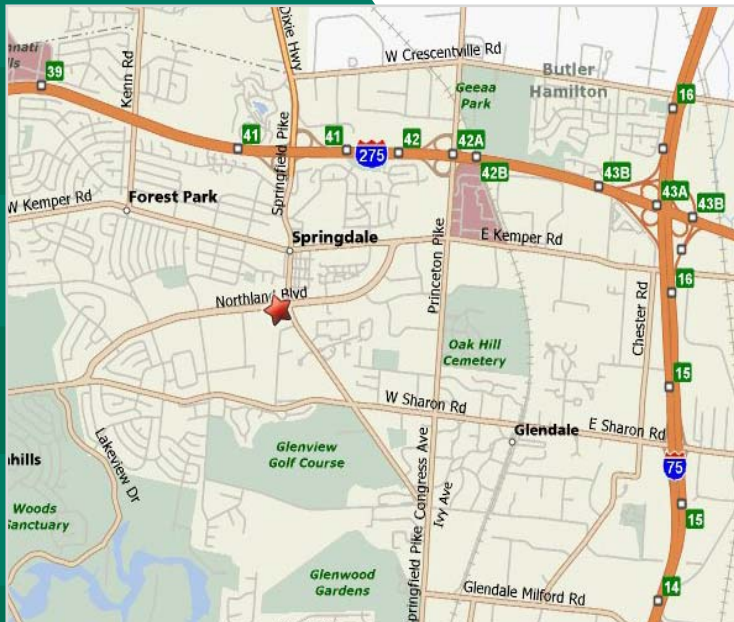 Dixie Hwy
W Crescentville Rd
nnati
lls
39
Kenn Rd
Geeaa
Park
Butler
Hamilton
16
41
Springfield Pike
41
275
42
42A
42B
43B
43A
43B
W Kemper Rd
Forest Park
Springdale
Princeton Pike
E Kemper Rd
16
Northland Blvd
Chester Rd
Oak Hill
Cemetery
15
W Sharon Rd
Lakeview Dr
Glenview
Golf Course
Glendale
E Sharon Rd
ahills
75
Woods
Sanctuary
Springfield Pike Congress Ave
Ivy Ave
15
Glenwood
Gardens
Glendale Milford Rd
14